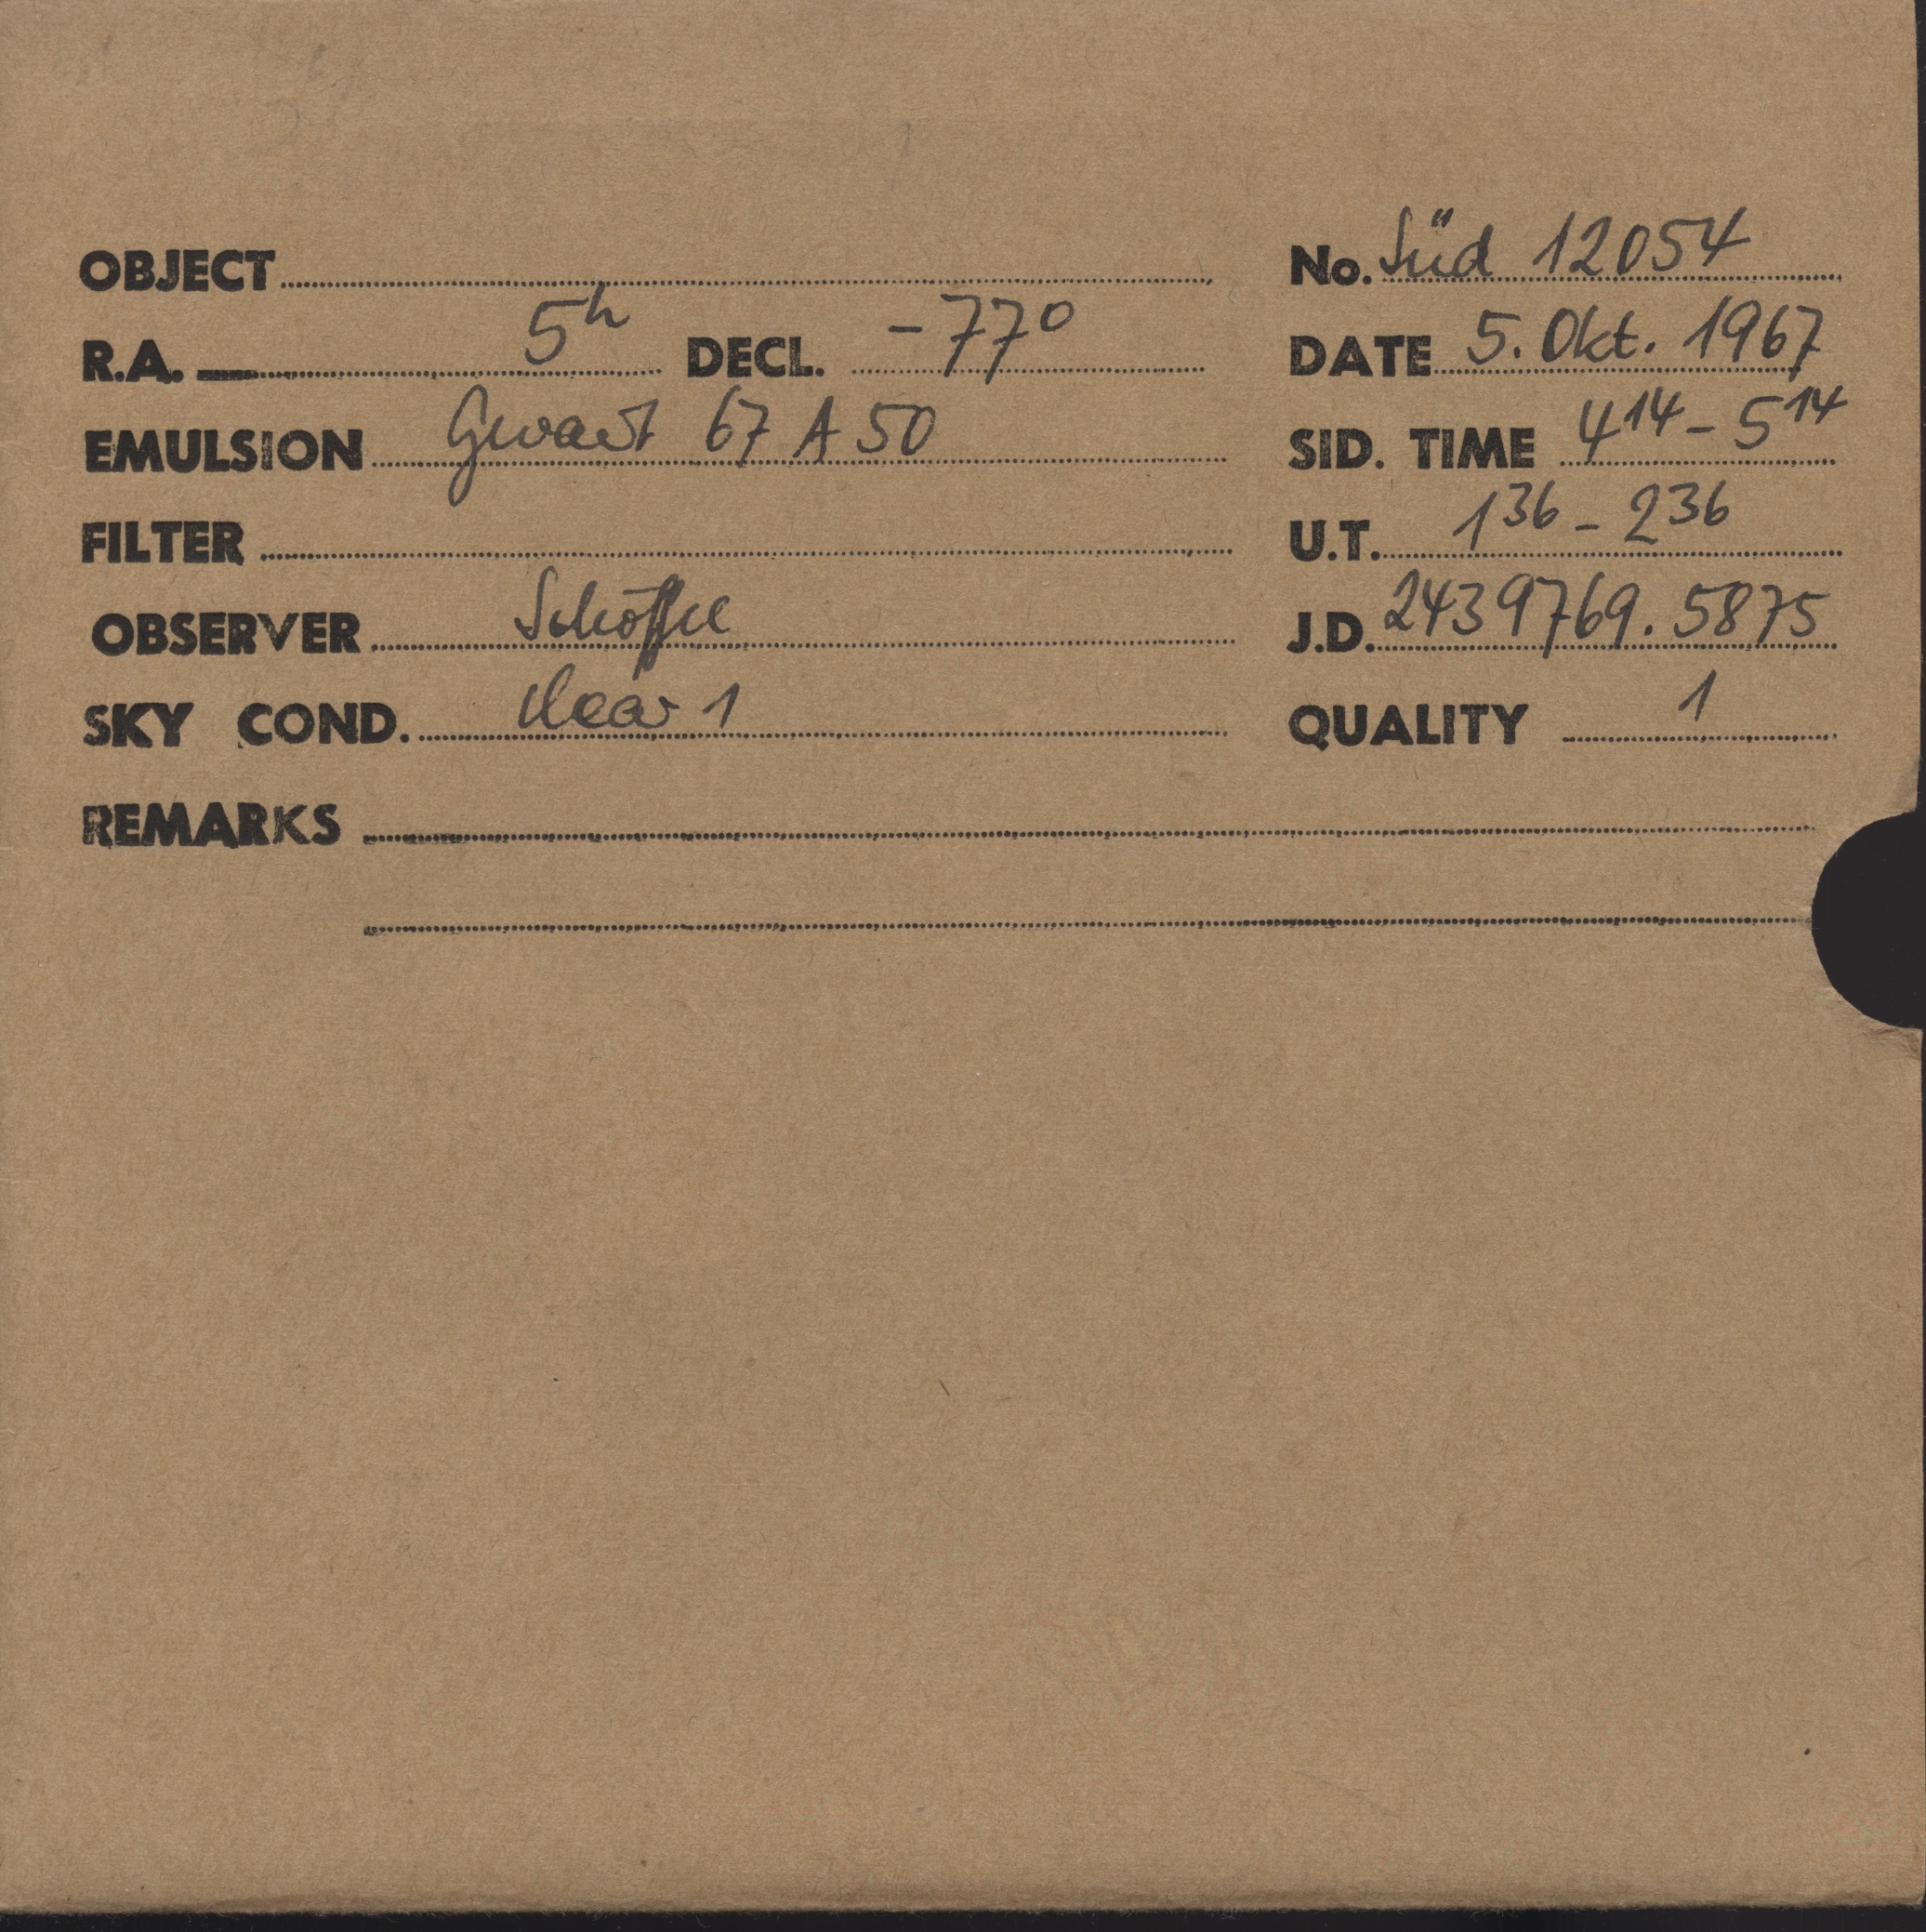 OBJECT
No. Süd 12054
R.A. 5h DECL. -77°
DATE 5. Okt. 1967
EMULSION Gevaert 67 A 50
SID. TIME 4 14 - 5 14
FILTER
U.T. 1 36 - 2 36
OBSERVER Schöffel
J.D. 2439769.5875
SKY COND. clear 1
QUALITY 1
REMARKS